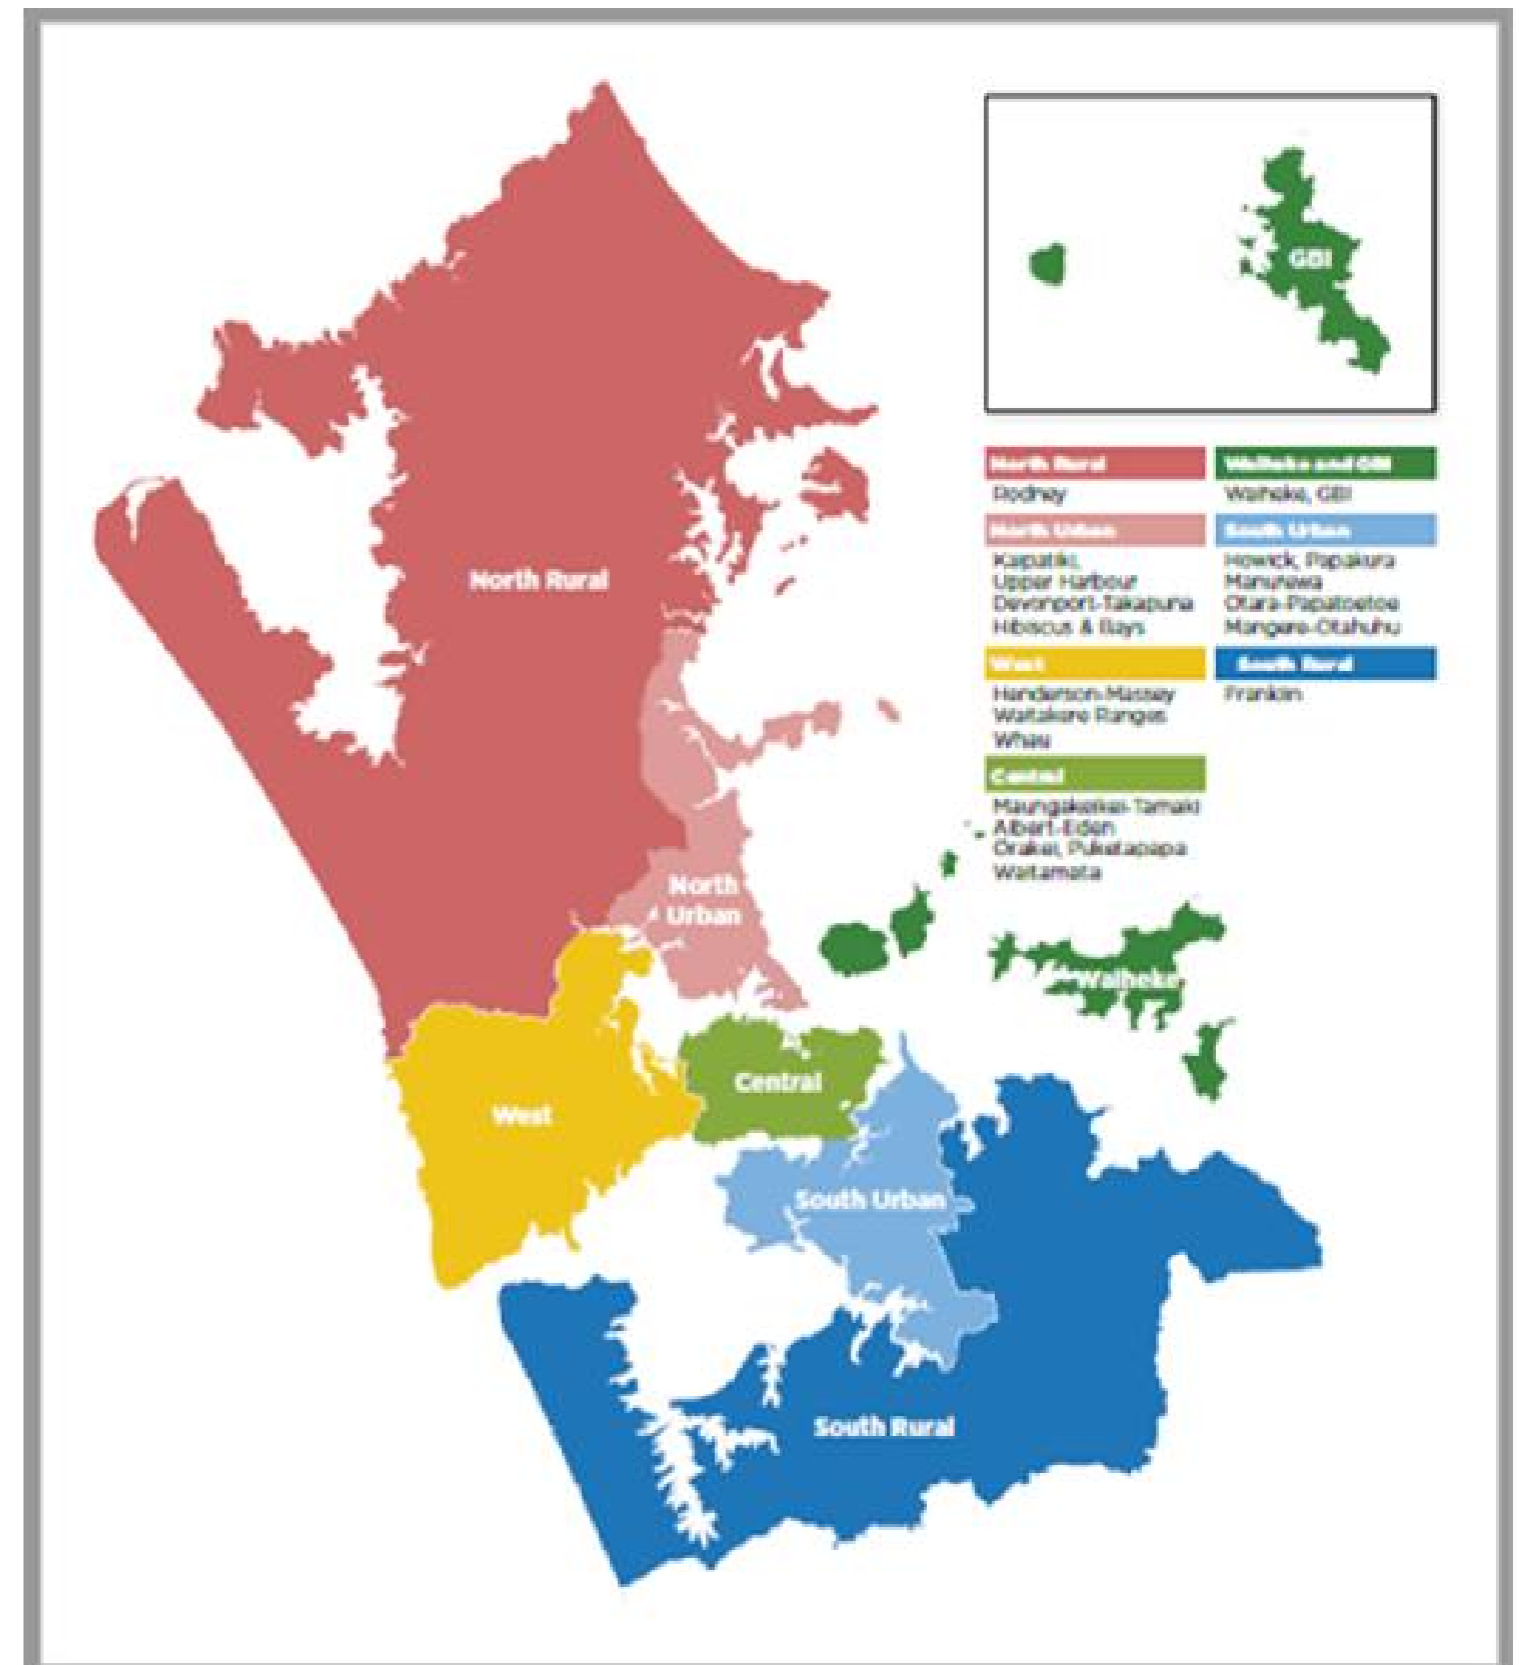 GBI
North Rural
Rodney
North Urban
Kaipatiki,
Upper Harbour
Devonport-Takapuna
Hibiscus & Bays
West
Henderson-Massey
Waitakere Ranges
Whau
Central
Maungakeikei-Tamaki
Albert-Eden
Orakei, Puketapapa
Waitamata
Waiheke and GBI
Waiheke, GBI
South Urban
Howick, Papakura
Manurewa
Otara-Papatoetoe
Mangere-Otahuhu
South Rural
Franklin
North Rural
North
Urban
Waiheke
Central
West
South Urban
South Rural